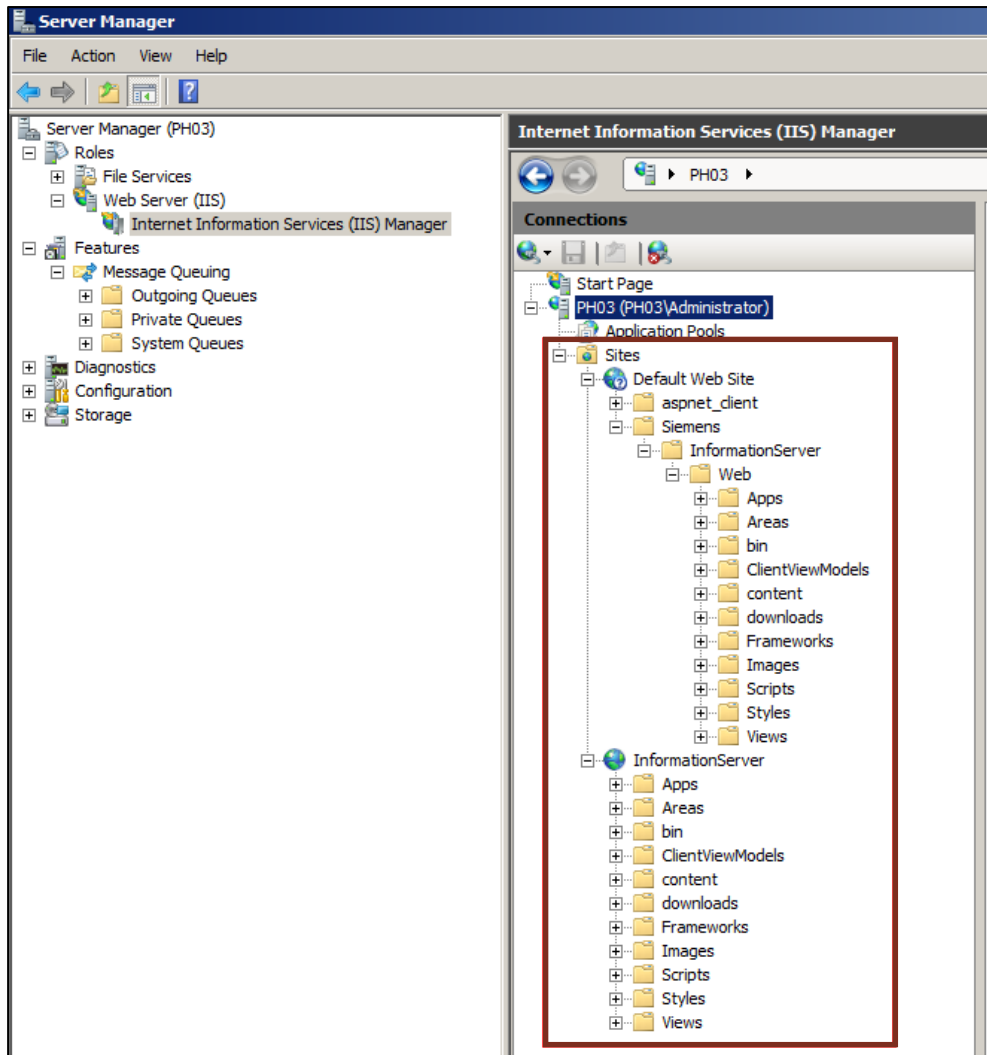 Server Manager
File Action View Help
Server Manager (PH03)
Roles
File Services
Web Server (IIS)
Internet Information Services (IIS) Manager
Features
Message Queuing
Outgoing Queues
Private Queues
System Queues
Diagnostics
Configuration
Storage
Internet Information Services (IIS) Manager
PH03
Connections
Start Page
PH03 (PH03\Administrator)
Application Pools
Sites
Default Web Site
aspnet_client
Siemens
InformationServer
Web
Apps
Areas
bin
ClientViewModels
content
downloads
Frameworks
Images
Scripts
Styles
Views
InformationServer
Apps
Areas
bin
ClientViewModels
content
downloads
Frameworks
Images
Scripts
Styles
Views